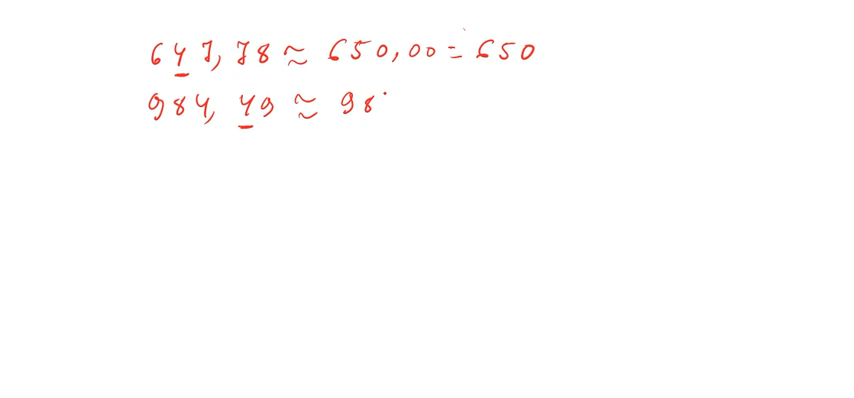 647,78 ≈ 650,00 = 650
984,49 ≈ 98